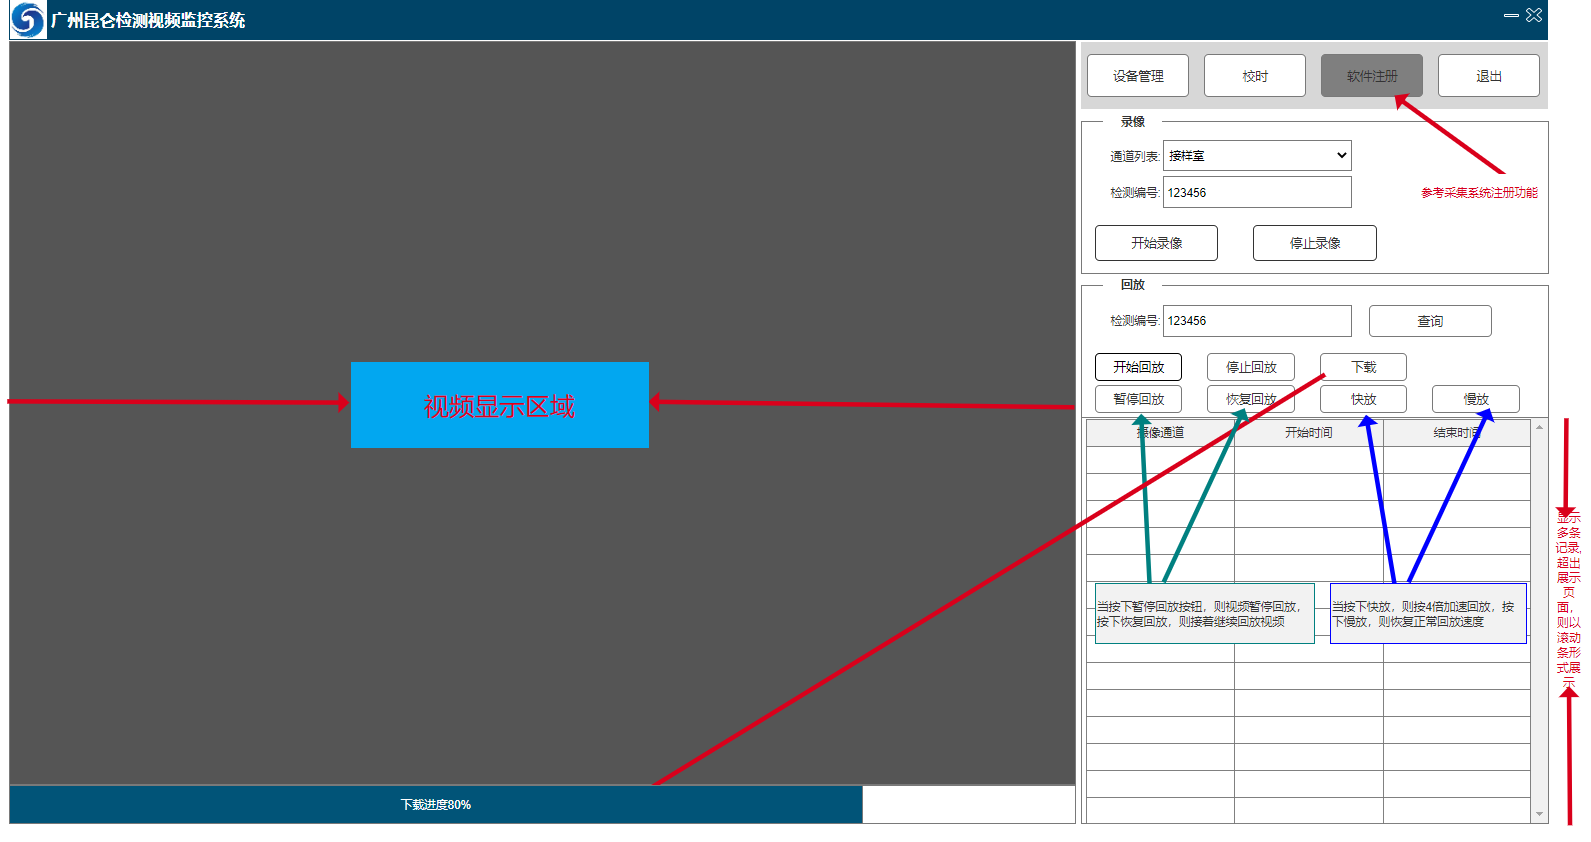 广州昆仑检测视频监控系统
设备管理
校时
软件注册
退出
录像
通道列表:
接样室
检测编号:
123456
参考采集系统注册功能
开始录像
停止录像
回放
检测编号:
123456
查询
开始回放
停止回放
下载
暂停回放
恢复回放
快放
慢放
摄像通道
开始时间
结束时间
视频显示区域
当按下暂停回放按钮，则视频暂停回放，
按下恢复回放，则接着继续回放视频
当按下快放，则按4倍加速回放，按
下慢放，则恢复正常回放速度
显示
多条
记录，
超出
展示
页
面，
则以
滚动
条形
式展
示
下载进度80%